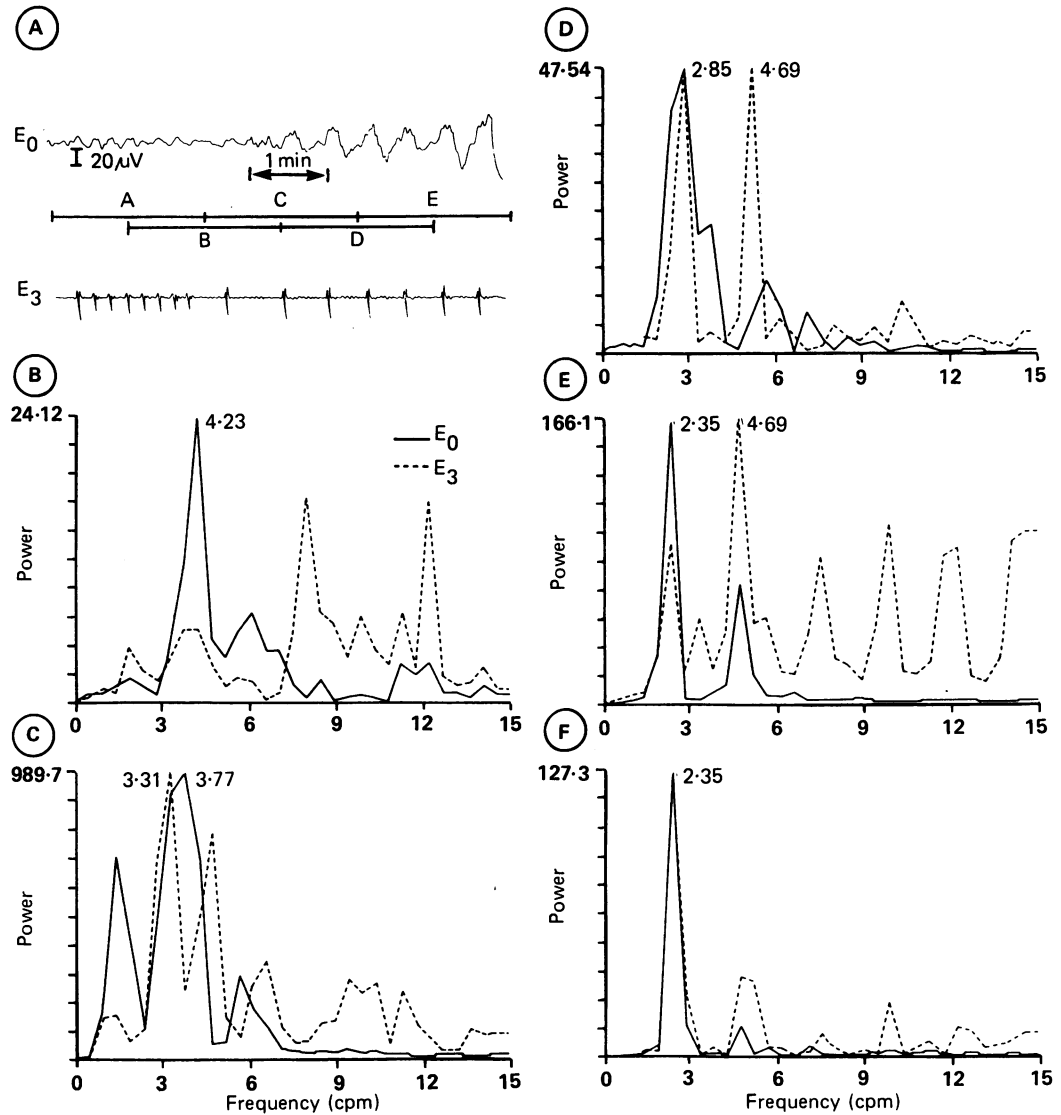 A
E0
20µV
1 min
A C E
B D
E3
B
24·12
4·23
E0
E3
Power
0 3 6 9 12 15
C
989·7
3·31 3·77
Power
0 3 6 9 12 15
Frequency (cpm)
D
47·54
2·85 4·69
Power
0 3 6 9 12 15
E
166·1
2·35 4·69
Power
0 3 6 9 12 15
F
127·3
2·35
Power
0 3 6 9 12 15
Frequency (cpm)